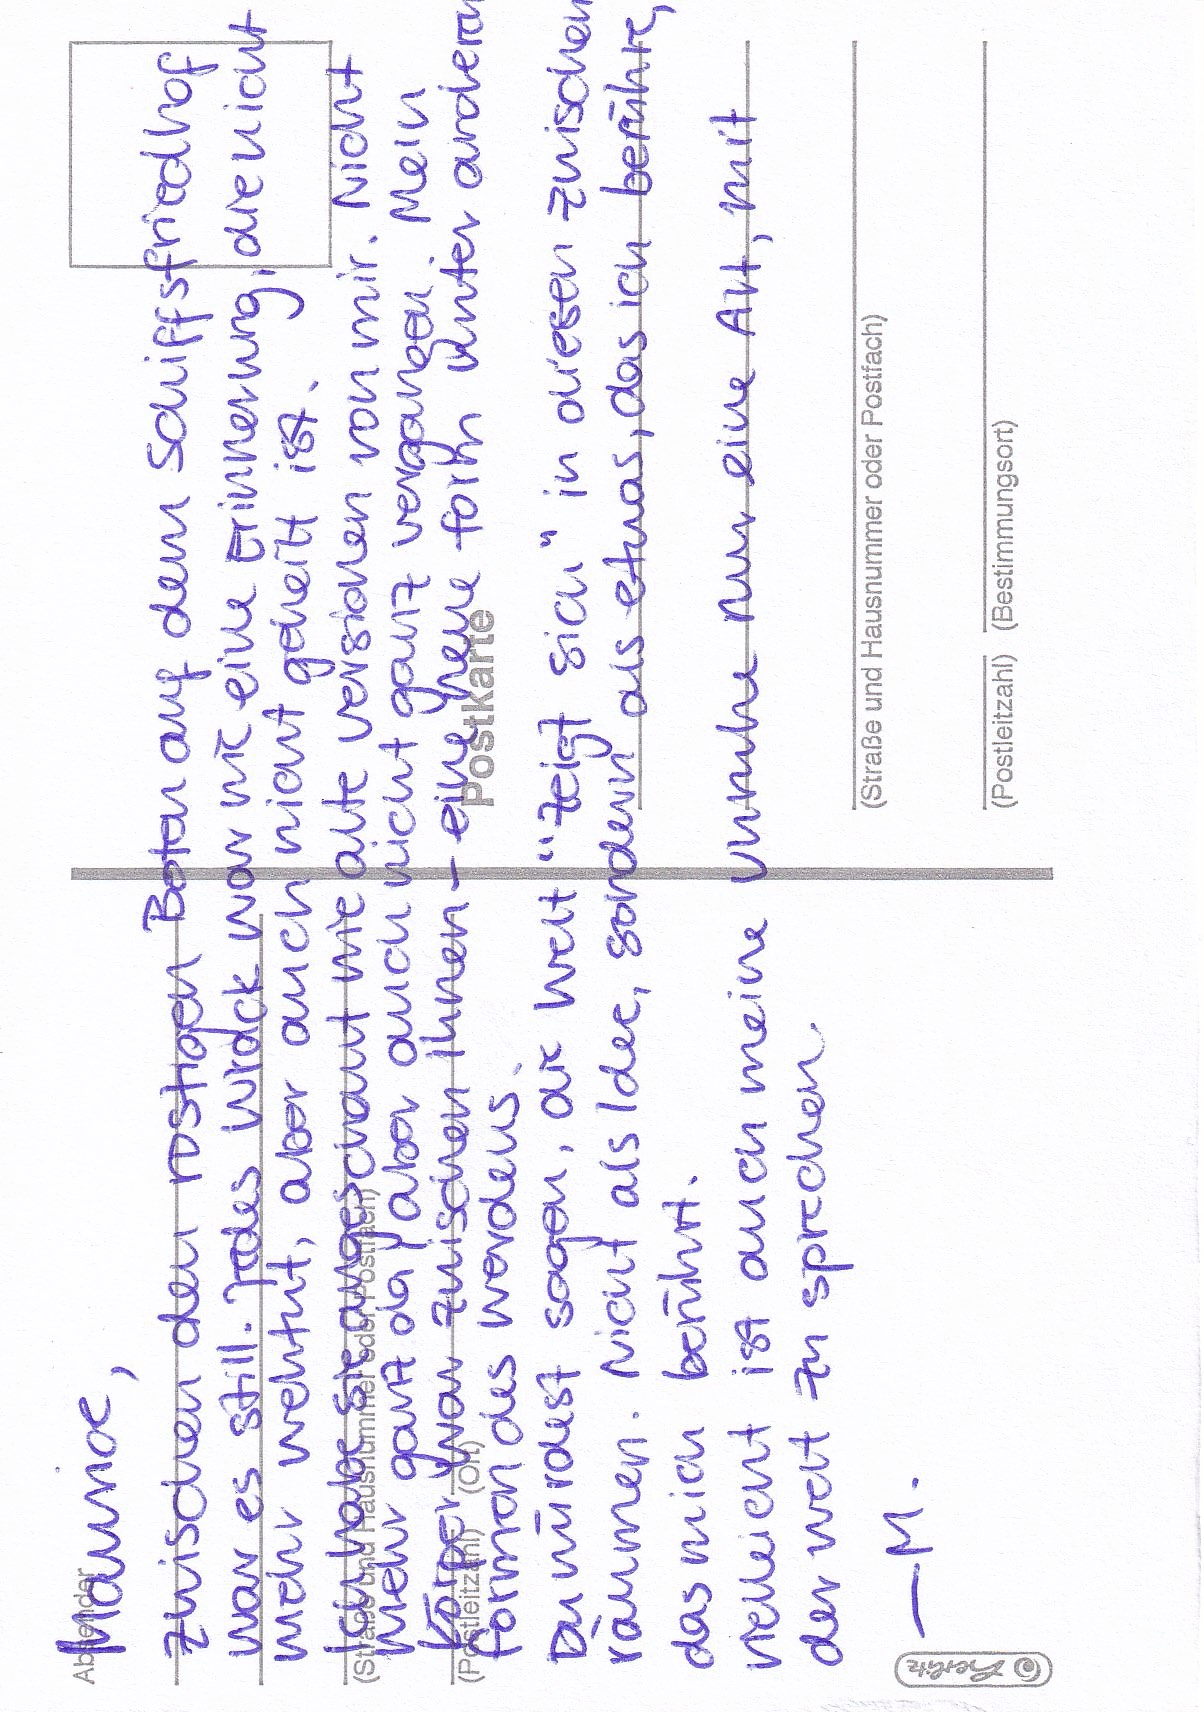 Absender
Maurice,
zwischen den rostigen Boten auf dem Schiffsfriedhof
war es still. Jedes Wrack war wie eine Erinnerung, die nicht
mehr wehtut, aber auch nicht geheilt ist.
Ich habe sie angeschaut wie alte Versionen von mir. Nicht
(Straße und Hausnummer oder Postfach)
mehr ganz da, aber auch nicht ganz vergangen. Mein
Körper war zwischen ihnen – eine neue Form unter anderen
(Postleitzahl) (Ort)
Postkarte
Formen des Werdens.
Du würdest sagen, die Welt "zeigt sich" in diesen Zwischen
räumen. Nicht als Idee, sondern als etwas, das ich berühre,
das mich berührt.
Vielleicht ist auch meine Unruhe nur eine Art, mit
der Welt zu sprechen.
(Straße und Hausnummer oder Postfach)
—M.
© Herlitz
(Postleitzahl) (Bestimmungsort)